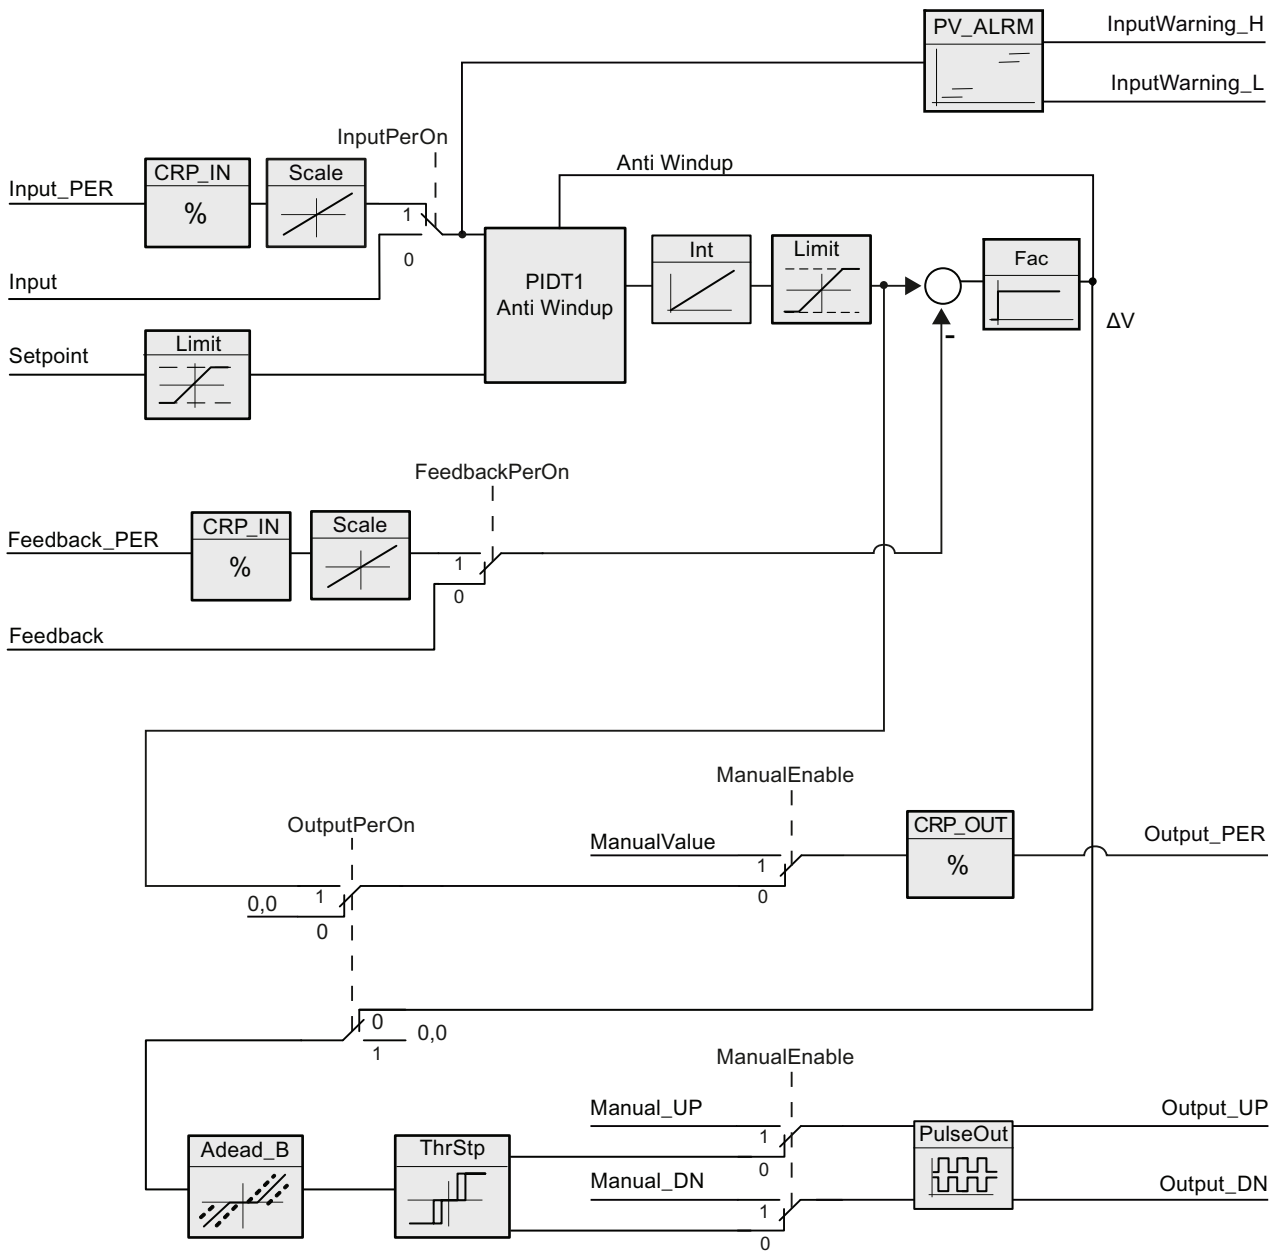 PV_ALRM
InputWarning_H
InputWarning_L
InputPerOn
Anti Windup
Input_PER
CRP_IN
%
Scale
1
0
Input
PIDT1
Anti Windup
Int
Limit
Fac
-
ΔV
Setpoint
Limit
FeedbackPerOn
Feedback_PER
CRP_IN
%
Scale
1
0
Feedback
ManualEnable
OutputPerOn
ManualValue
1
0
CRP_OUT
%
Output_PER
0,0
1
0
0
1
0,0
ManualEnable
Manual_UP
1
0
Output_UP
Adead_B
ThrStp
PulseOut
Manual_DN
1
0
Output_DN